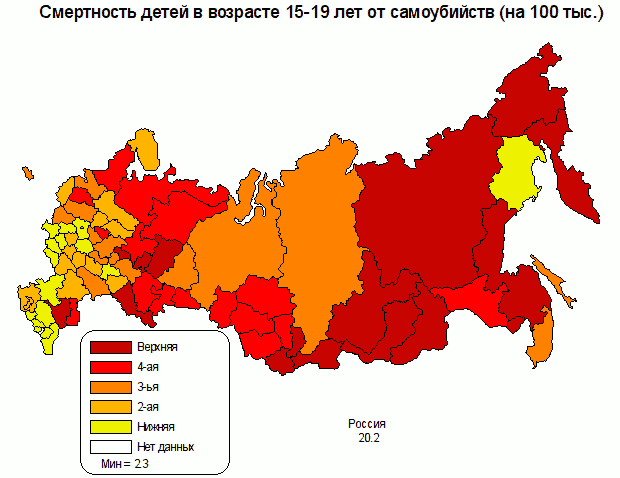 Смертность детей в возрасте 15-19 лет от самоубийств (на 100 тыс.)
Верхняя
4-ая
3-ья
2-ая
Нижняя
Нет данных
Мин = 2.3
Россия
20.2